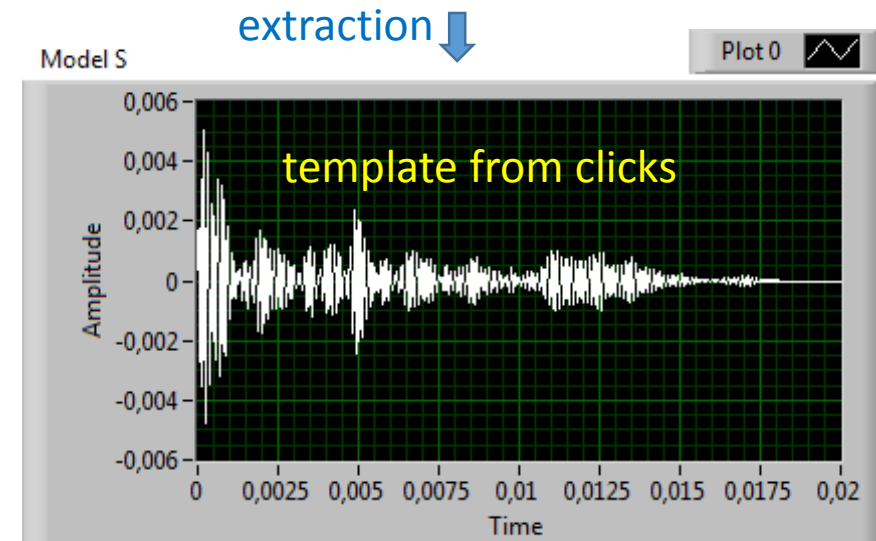 extraction
Model S
Plot 0
0,006
0,004
0,002
0
-0,002
-0,004
-0,006
Amplitude
template from clicks
0 0,0025 0,005 0,0075 0,01 0,0125 0,015 0,0175 0,02
Time